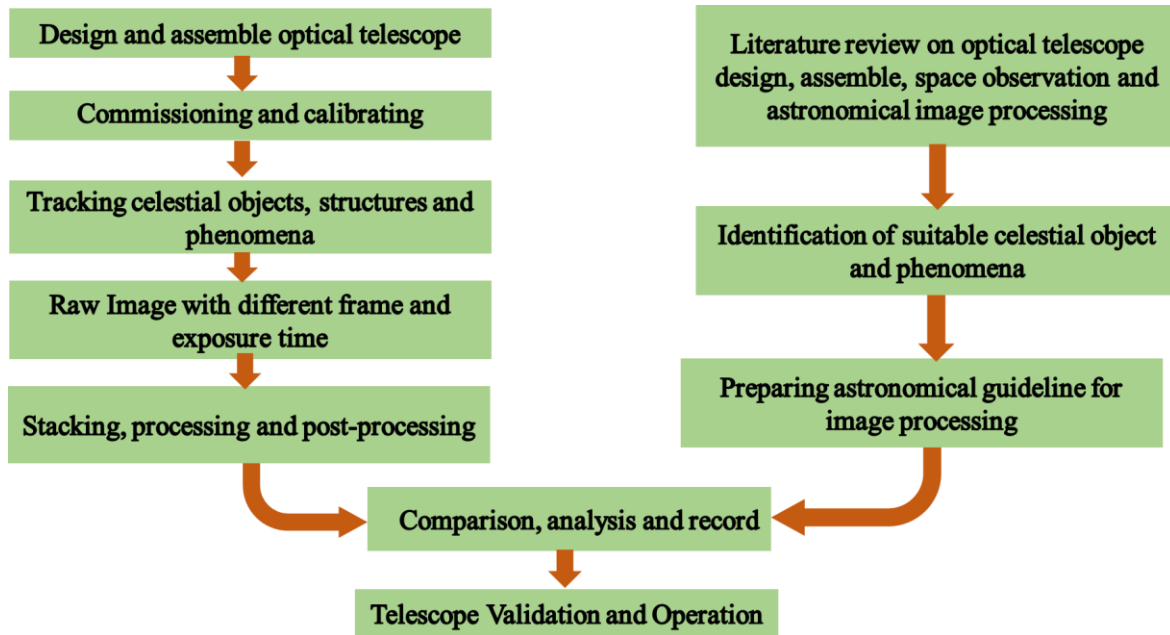 Design and assemble optical telescope
Commissioning and calibrating
Tracking celestial objects, structures and
phenomena
Raw Image with different frame and
exposure time
Stacking, processing and post-processing
Literature review on optical telescope
design, assemble, space observation and
astronomical image processing
Identification of suitable celestial object
and phenomena
Preparing astronomical guideline for
image processing
Comparison, analysis and record
Telescope Validation and Operation